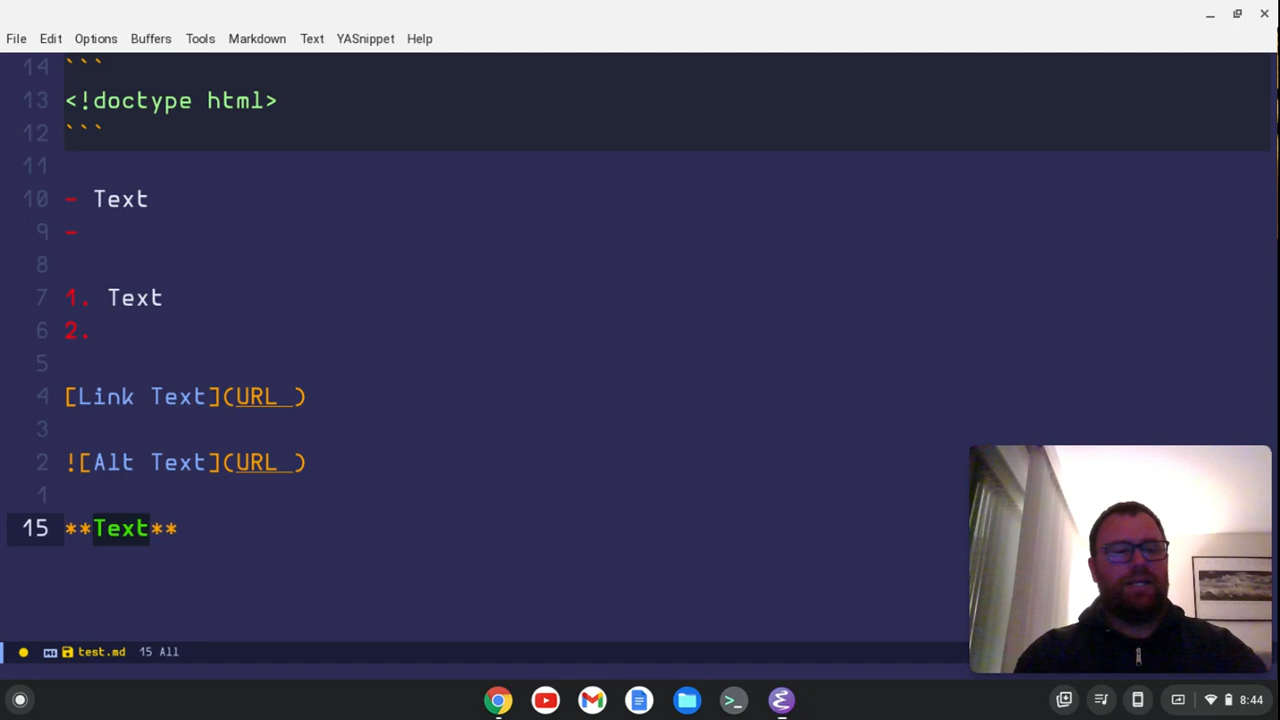 File Edit Options Buffers Tools Markdown Text YASnippet Help
14 ```
13 <!doctype html>
12 ```
11
10 - Text
9 -
8
7 1. Text
6 2.
5
4 [Link Text](URL )
3
2 ![Alt Text](URL )
1
15 **Text**
test.md 15 All
8:44